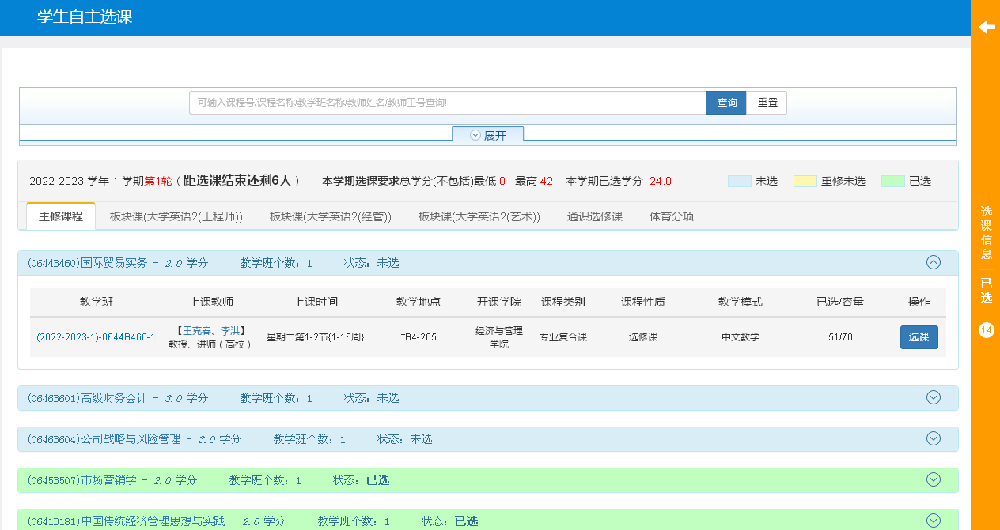 学生自主选课
可输入课程号/课程名称/教学班名称/教师姓名/教师工号查询!
查询 重置
展开
2022-2023 学年 1 学期第1轮 ( 距选课结束还剩6天 ) 本学期选课要求总学分(不包括)最低 0 最高 42 本学期已选学分 24.0 未选 重修未选 已选
主修课程 板块课(大学英语2(工程师)) 板块课(大学英语2(经管)) 板块课(大学英语2(艺术)) 通识选修课 体育分项
(0644B460)国际贸易实务 - 2.0 学分 教学班个数: 1 状态: 未选
教学班 上课教师 上课时间 教学地点 开课学院 课程类别 课程性质 教学模式 已选/容量 操作
(2022-2023-1)-0644B460-1 【王克春、李洪】 教授、讲师 ( 高校 ) 星期二第1-2节{1-16周} *B4-205 经济与管理学院 专业复合课 选修课 中文教学 51/70 选课
(0646B601)高级财务会计 - 3.0 学分 教学班个数: 1 状态: 未选
(0646B604)公司战略与风险管理 - 3.0 学分 教学班个数: 1 状态: 未选
(0645B507)市场营销学 - 2.0 学分 教学班个数: 1 状态: 已选
(0641B181)中国传统经济管理思想与实践 - 2.0 学分 教学班个数: 1 状态: 已选
选课信息
已选
14